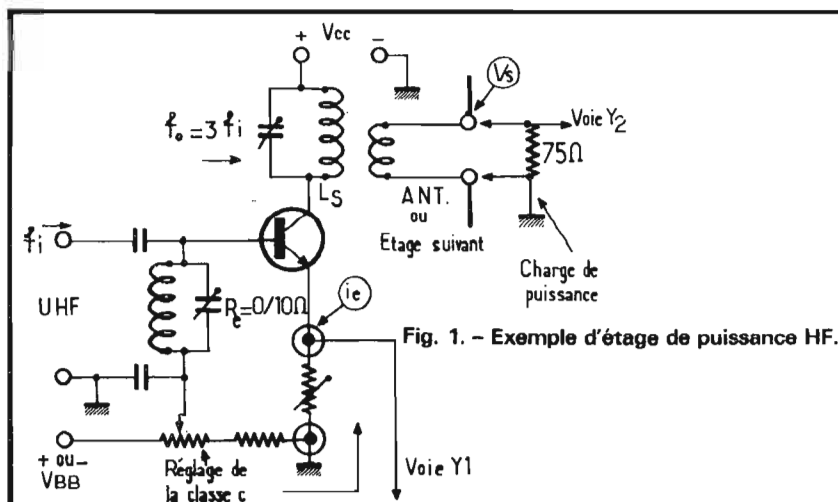 + Vcc -
Vs
Voie Y2
fo = 3 fi
75Ω
LS
ANT.
ou
Etage suivant
fi
Charge de
puissance
UHF
Re=0/10Ω
ie
Fig. 1. – Exemple d'étage de puissance HF.
+ ou -
VBB
Réglage de
la classe c
Voie Y1